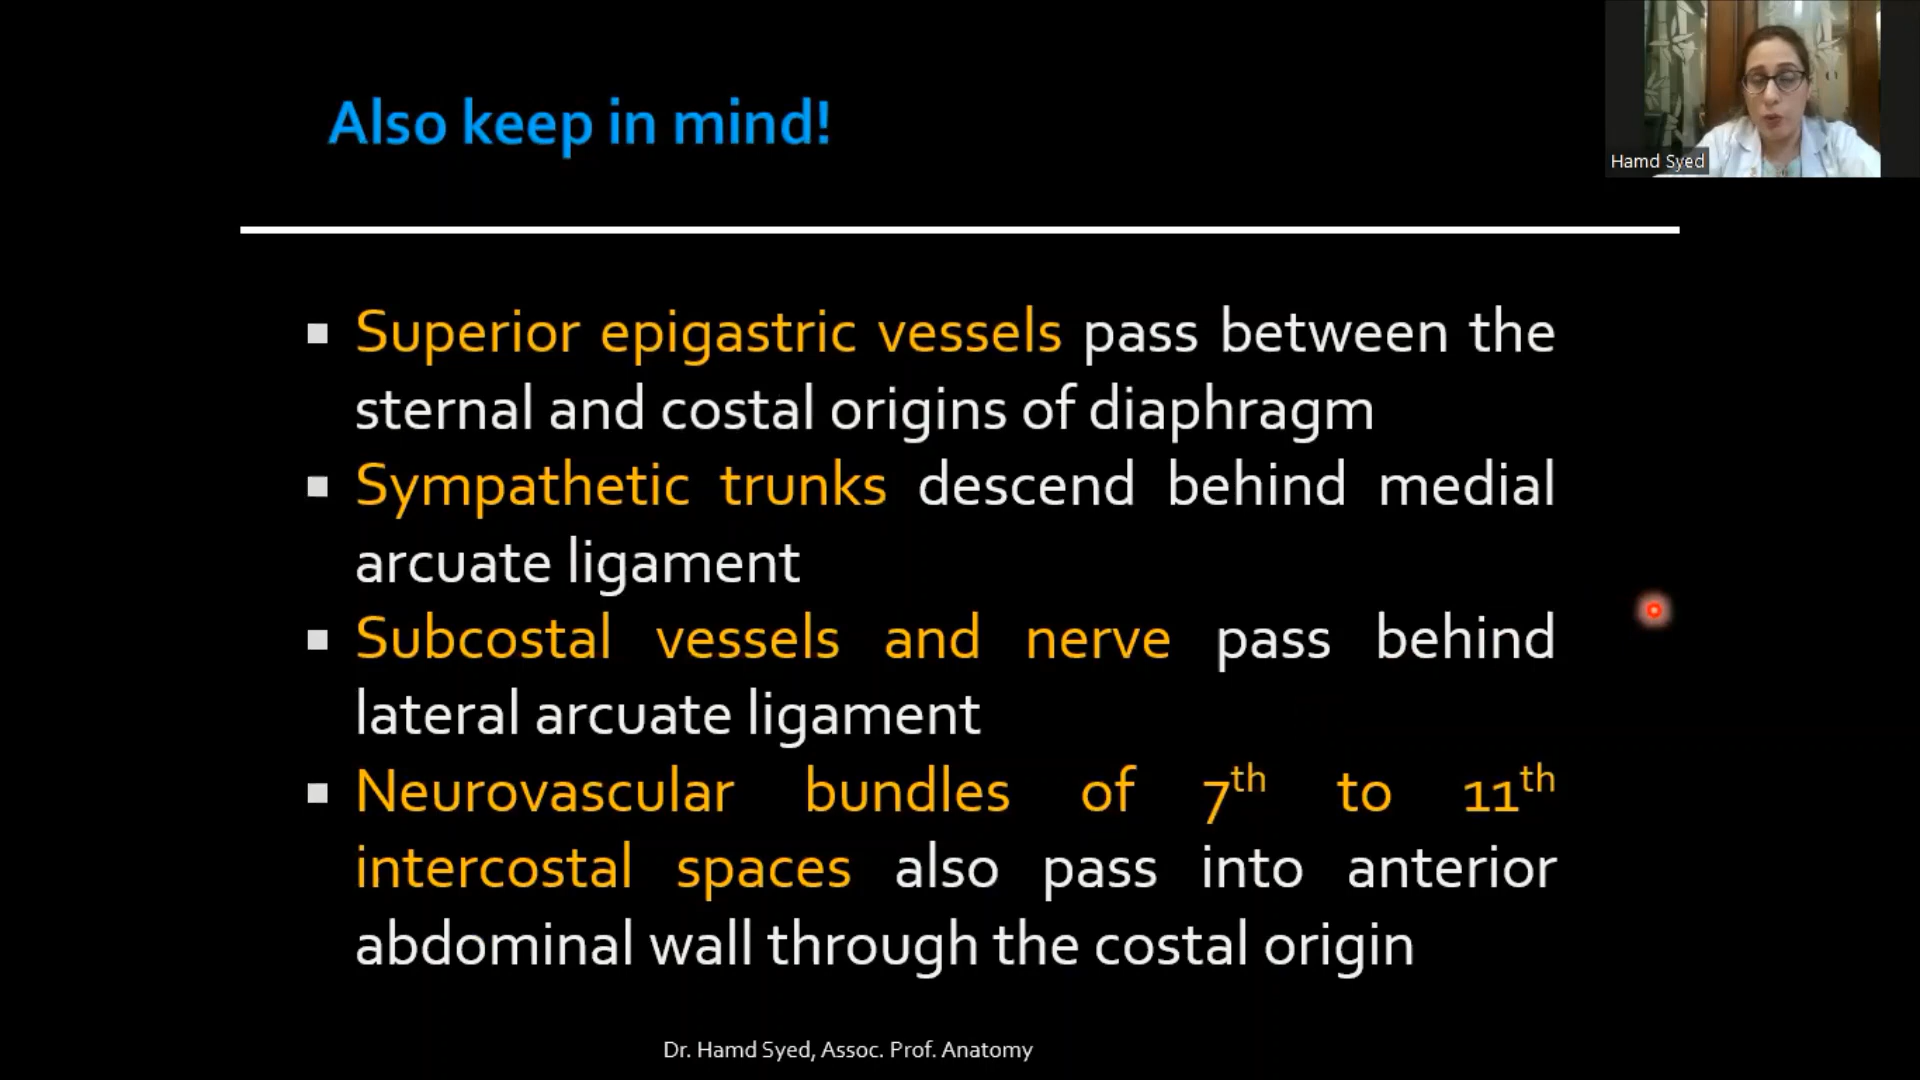 Also keep in mind!
Hamd Syed
Superior epigastric vessels pass between the
sternal and costal origins of diaphragm
Sympathetic trunks descend behind medial
arcuate ligament
Subcostal vessels and nerve pass behind
lateral arcuate ligament
Neurovascular bundles of 7th to 11th
intercostal spaces also pass into anterior
abdominal wall through the costal origin
Dr. Hamd Syed, Assoc. Prof. Anatomy